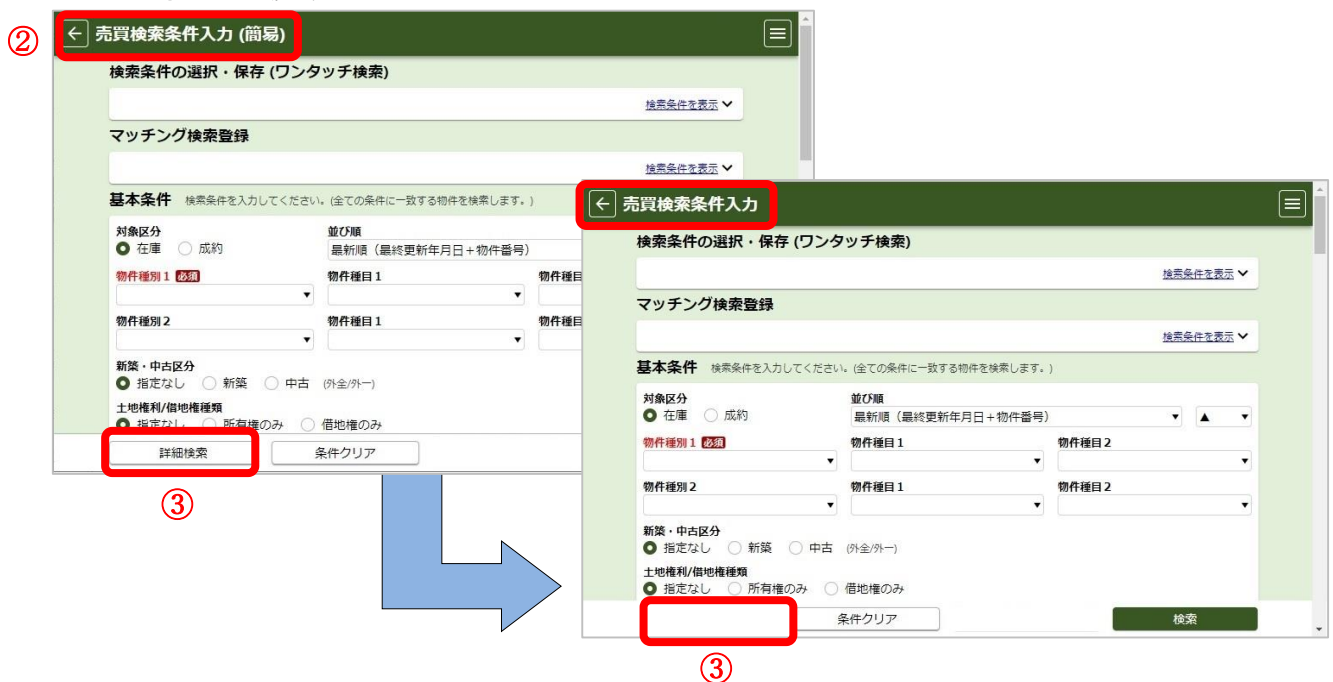 ②
売買検索条件入力 (簡易)
検索条件の選択・保存 (ワンタッチ検索)
検索条件を表示
マッチング検索登録
検索条件を表示
基本条件 検索条件を入力してください。(全ての条件に一致する物件を検索します。)
対象区分 並び順
在庫 成約 最新順（最終更新年月日＋物件番号）
物件種別１ 必須 物件種目１ 物件種目
物件種別２ 物件種目１ 物件種目
新築・中古区分
指定なし 新築 中古 (外全/外一)
土地権利/借地権種類
指定なし 所有権のみ 借地権のみ
詳細検索 条件クリア
③
売買検索条件入力
検索条件の選択・保存 (ワンタッチ検索)
検索条件を表示
マッチング検索登録
検索条件を表示
基本条件 検索条件を入力してください。(全ての条件に一致する物件を検索します。)
対象区分 並び順
在庫 成約 最新順（最終更新年月日＋物件番号） ▲
物件種別１ 必須 物件種目１ 物件種目２
物件種別２ 物件種目１ 物件種目２
新築・中古区分
指定なし 新築 中古 (外全/外一)
土地権利/借地権種類
指定なし 所有権のみ 借地権のみ
条件クリア 検索
③